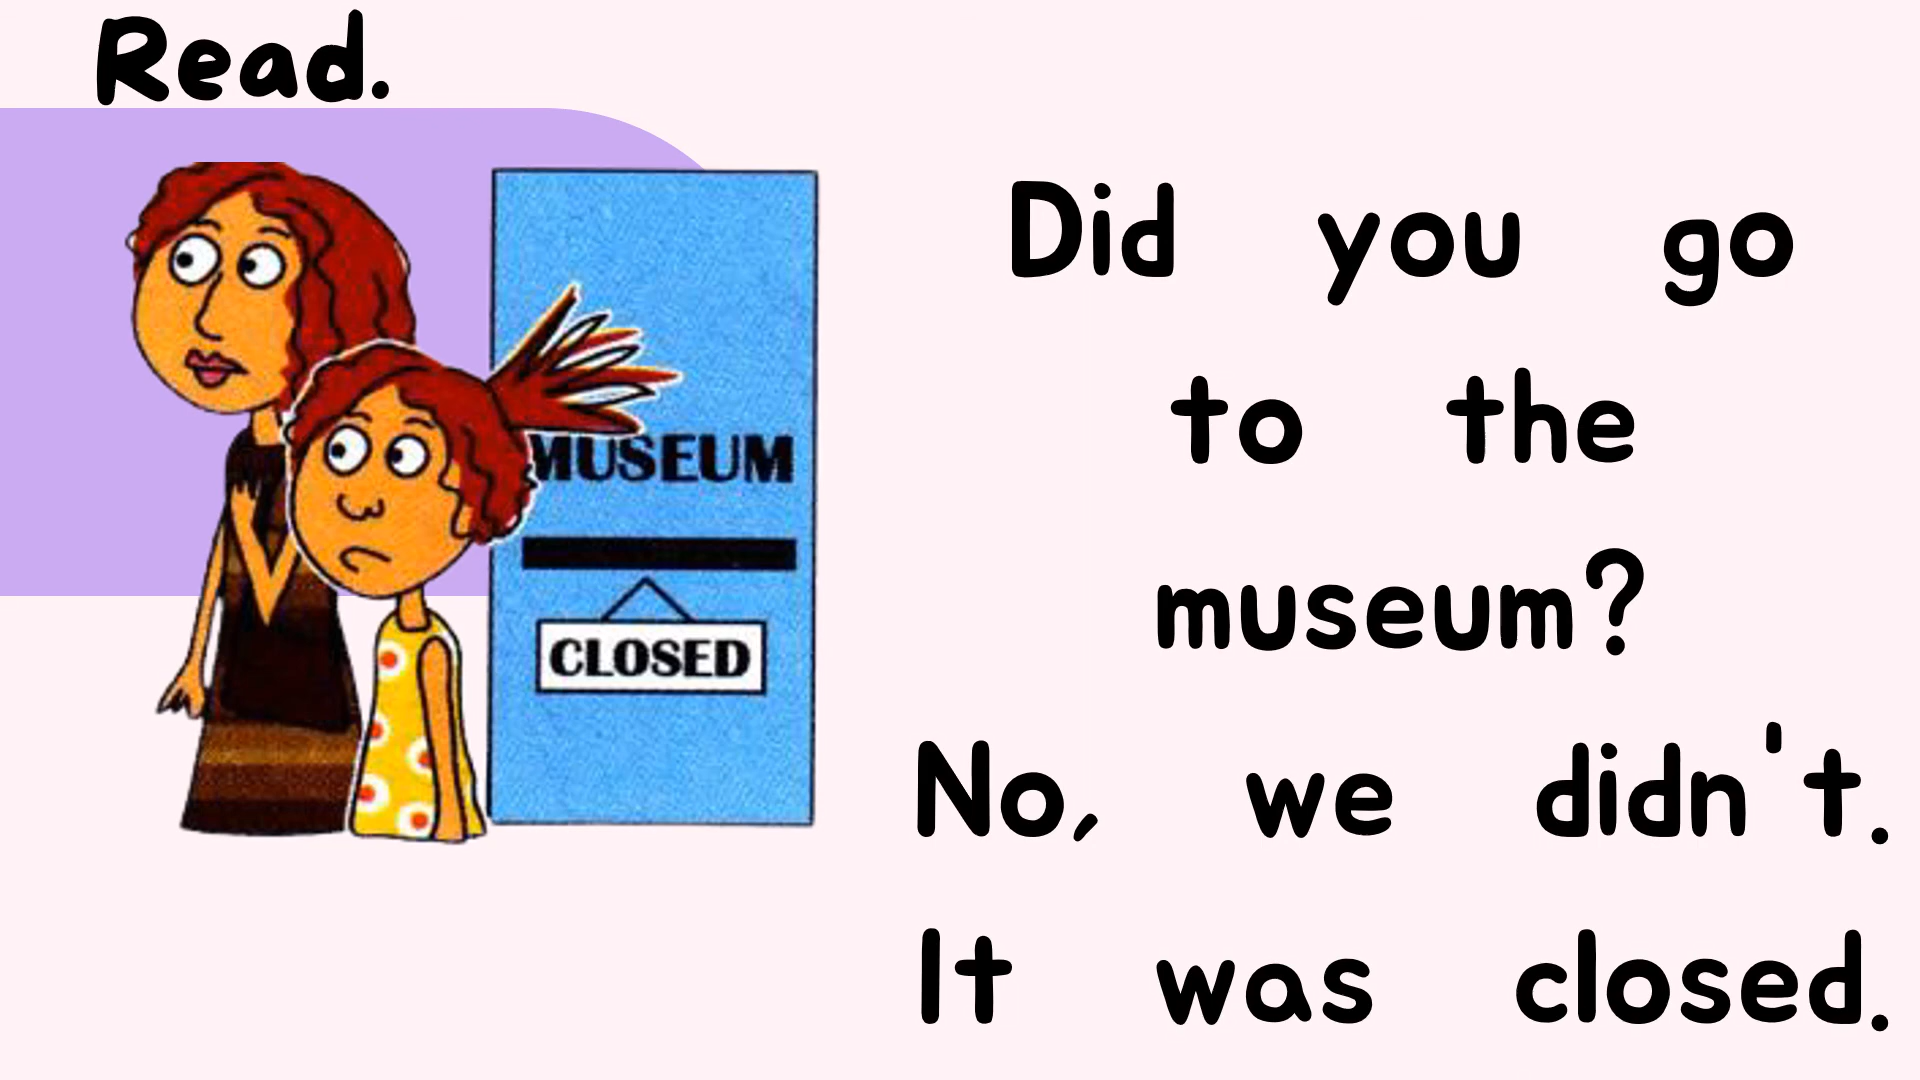 Read.
MUSEUM
CLOSED
Did you go
to the
museum?
No, we didn't.
It was closed.